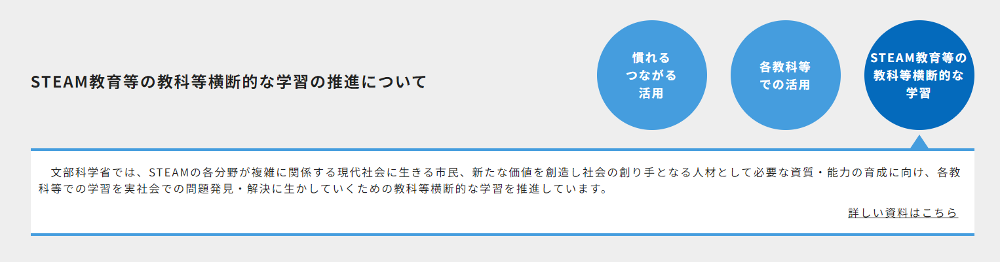 STEAM教育等の教科等横断的な学習の推進について
慣れる
つながる
活用
各教科等
での活用
STEAM教育等の
教科等横断的な
学習
文部科学省では、STEAMの各分野が複雑に関係する現代社会に生きる市民、新たな価値を創造し社会の創り手となる人材として必要な資質・能力の育成に向け、各教
科等での学習を実社会での問題発見・解決に生かしていくための教科等横断的な学習を推進しています。
詳しい資料はこちら